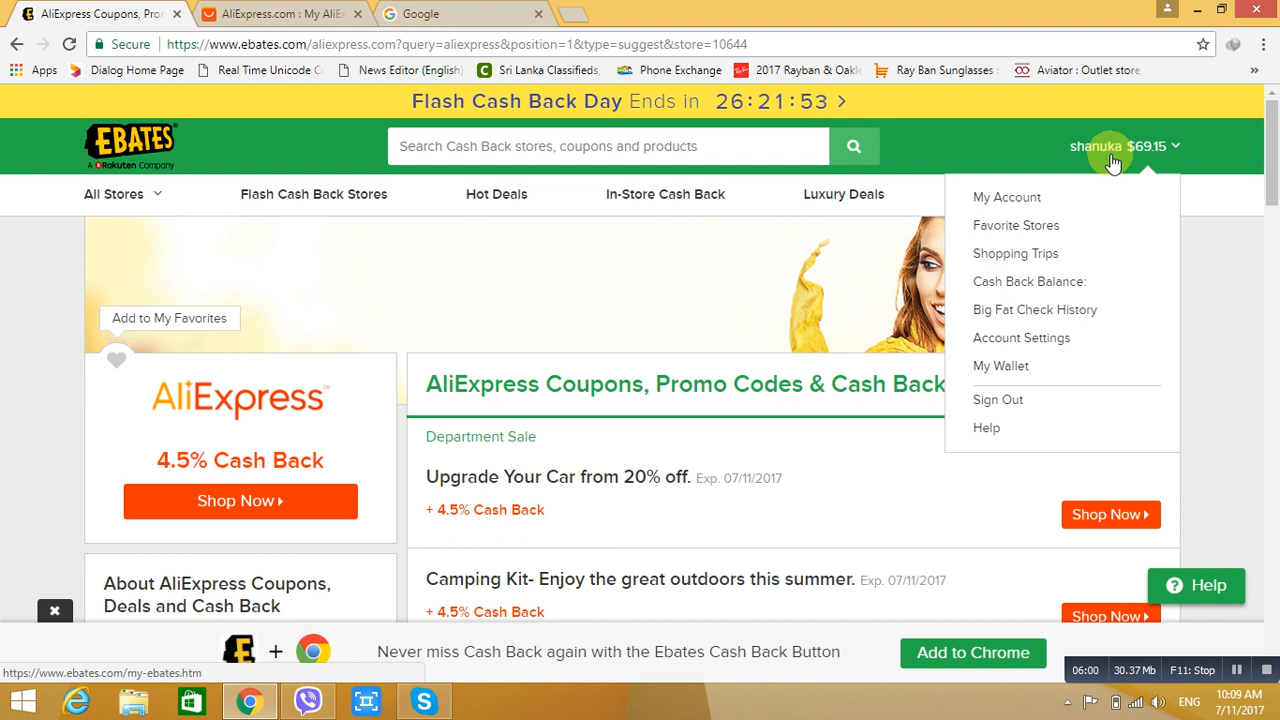 AliExpress Coupons, Pro
AliExpress.com : My AliEx
Google
Secure
https://www.ebates.com/aliexpress.com?query=aliexpress&position=1&type=suggest&store=10644
Apps
Dialog Home Page
Real Time Unicode C
News Editor (English)
Sri Lanka Classifieds,
Phone Exchange
2017 Rayban & Oakl
Ray Ban Sunglasses
Aviator : Outlet store,
Flash Cash Back Day Ends in 26:21:53 >
EBATES
A Rakuten Company
Search Cash Back stores, coupons and products
shanuka $69.15
All Stores
Flash Cash Back Stores
Hot Deals
In-Store Cash Back
Luxury Deals
My Account
Favorite Stores
Shopping Trips
Cash Back Balance:
Big Fat Check History
Account Settings
My Wallet
Sign Out
Help
Add to My Favorites
AliExpress™
4.5% Cash Back
Shop Now
AliExpress Coupons, Promo Codes & Cash Back
Department Sale
Upgrade Your Car from 20% off. Exp. 07/11/2017
+ 4.5% Cash Back
Shop Now
Camping Kit- Enjoy the great outdoors this summer. Exp. 07/11/2017
+ 4.5% Cash Back
Shop Now
About AliExpress Coupons,
Deals and Cash Back
Help
E + Never miss Cash Back again with the Ebates Cash Back Button
Add to Chrome
https://www.ebates.com/my-ebates.htm
06:00
30.37 Mb
F11: Stop
ENG
10:09 AM
7/11/2017